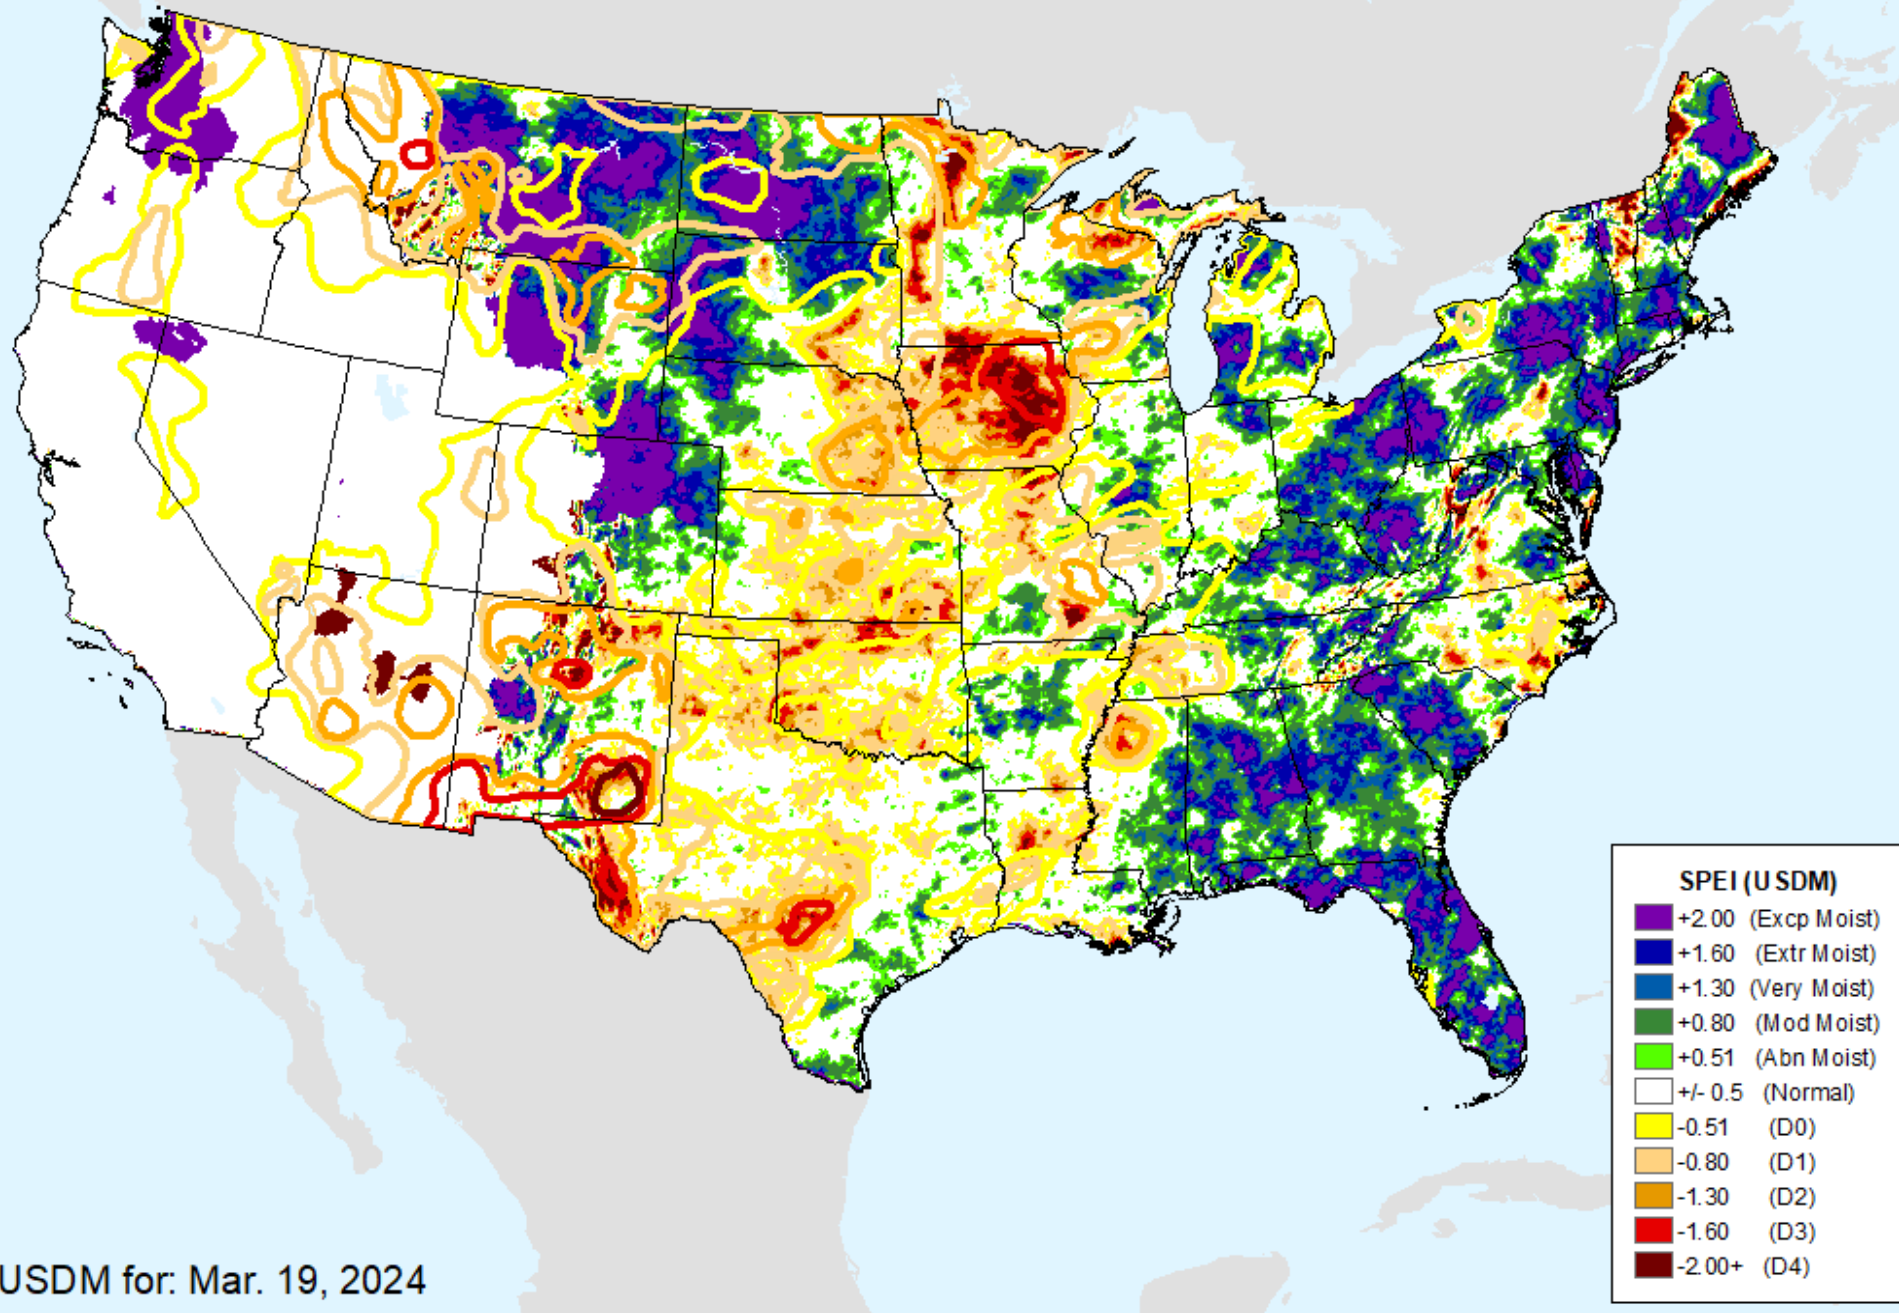 SPEI (USDM)
+2.00 (Excp Moist)
+1.60 (Extr Moist)
+1.30 (Very Moist)
+0.80 (Mod Moist)
+0.51 (Abn Moist)
+/- 0.5 (Normal)
-0.51 (D0)
-0.80 (D1)
-1.30 (D2)
-1.60 (D3)
-2.00+ (D4)
USDM for: Mar. 19, 2024